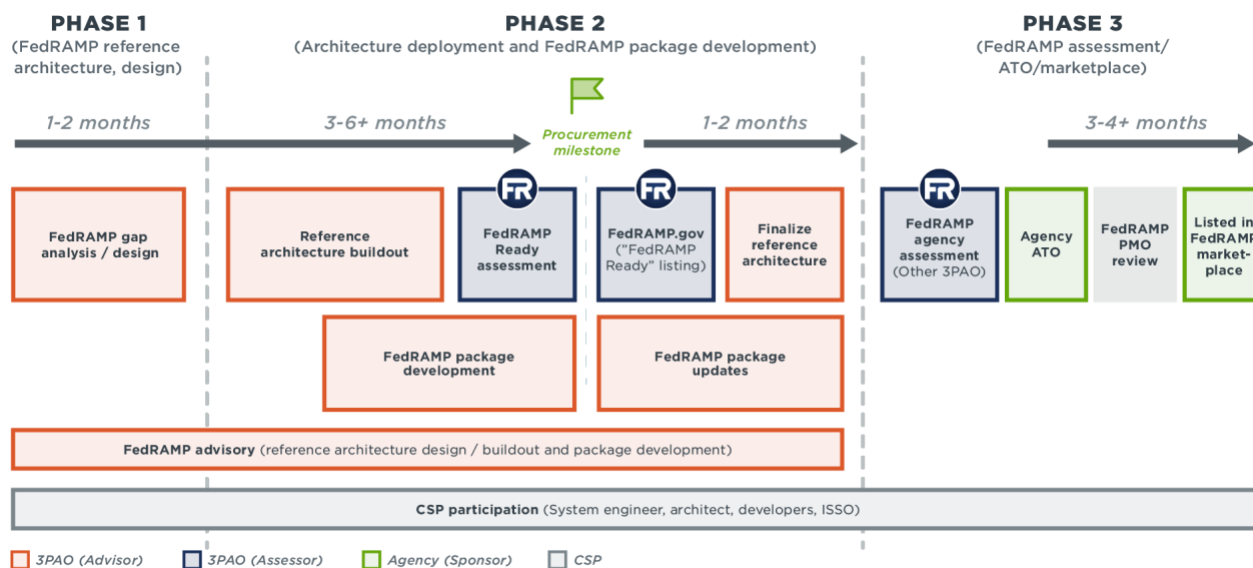 PHASE 1
(FedRAMP reference
architecture, design)
PHASE 2
(Architecture deployment and FedRAMP package development)
PHASE 3
(FedRAMP assessment/
ATO/marketplace)
1-2 months
3-6+ months
Procurement
milestone
1-2 months
3-4+ months
FedRAMP gap
analysis / design
Reference
architecture buildout
FR
FedRAMP
Ready
assessment
FR
FedRAMP.gov
("FedRAMP
Ready" listing)
Finalize
reference
architecture
FR
FedRAMP
agency
assessment
(Other 3PAO)
Agency
ATO
FedRAMP
PMO
review
Listed in
FedRAMP
market-
place
FedRAMP package
development
FedRAMP package
updates
FedRAMP advisory (reference architecture design / buildout and package development)
CSP participation (System engineer, architect, developers, ISSO)
3PAO (Advisor)
3PAO (Assessor)
Agency (Sponsor)
CSP